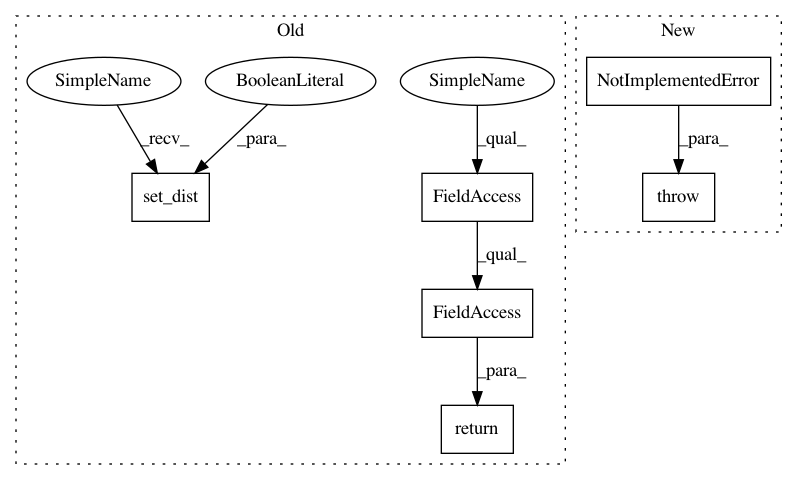 Old
New
SimpleName
BooleanLiteral
SimpleName
NotImplementedError
_recv_
_para_
_qual_
_para_
set_dist
FieldAccess
throw
_qual_
FieldAccess
_para_
return